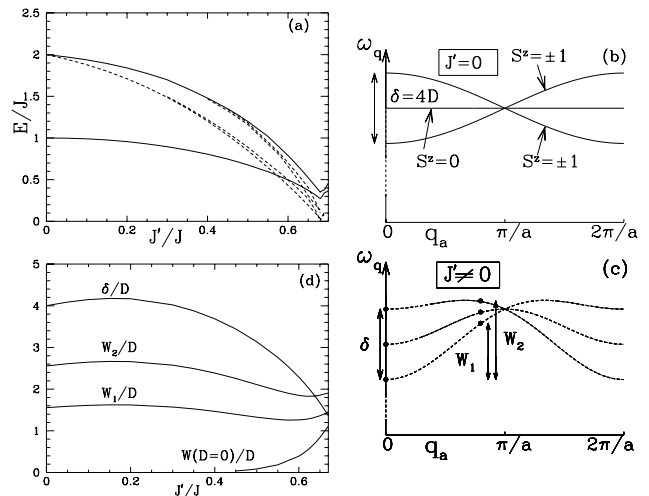 (a)
2.5
2
1.5
1
0.5
0
E/J
0 0.2 0.4 0.6
J'/J
(b)
ω_q
J'=0
S^z=±1
δ=4D
S^z=0
S^z=±1
0 q_a π/a 2π/a
(d)
5
4
3
2
1
0
δ/D
W_2/D
W_1/D
W(D=0)/D
0 0.2 0.4 0.6
J'/J
(c)
ω_q
J'≠0
δ
W_1
W_2
0 q_a π/a 2π/a